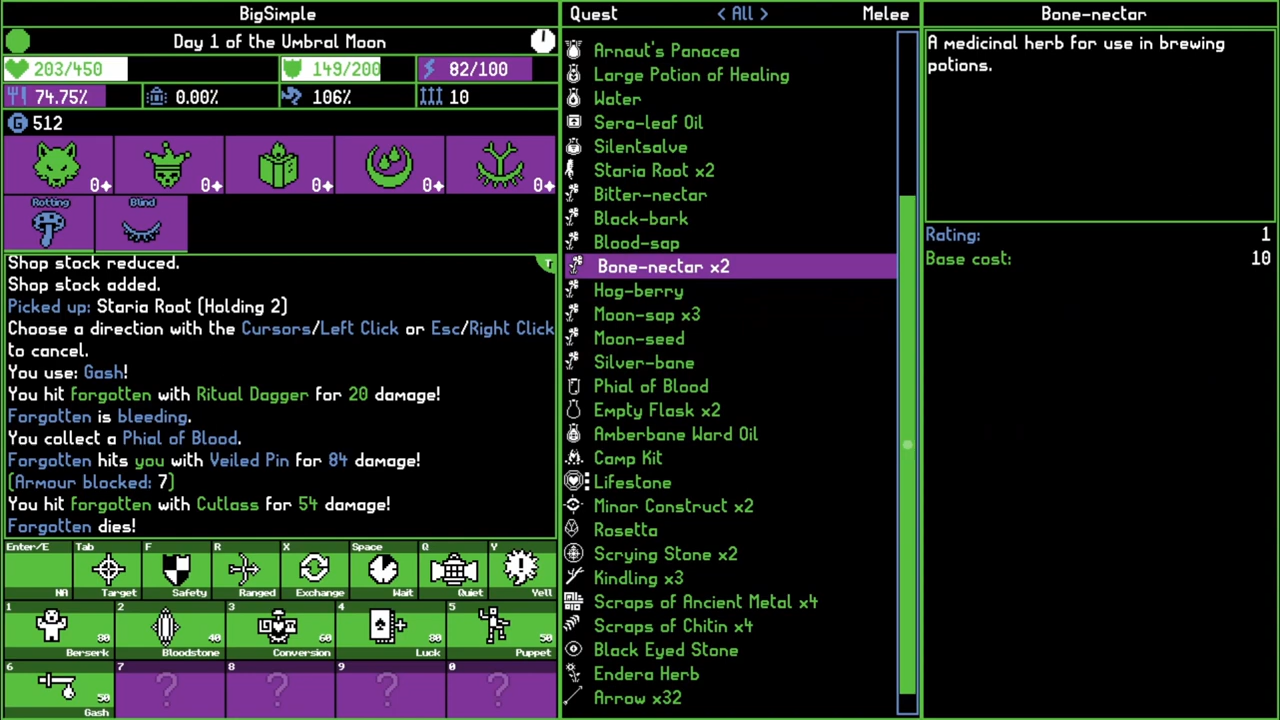 BigSimple
Day 1 of the Umbral Moon
203/450
149/200
82/100
74.75%
0.00%
106%
10
G 512
0
0
0
0
0
Rotting
Blind
Shop stock reduced.
Shop stock added.
T
Picked up: Staria Root (Holding 2)
Choose a direction with the Cursors/Left Click or Esc/Right Click
to cancel.
You use: Gash!
You hit forgotten with Ritual Dagger for 20 damage!
Forgotten is bleeding.
You collect a Phial of Blood.
Forgotten hits you with Veiled Pin for 84 damage!
(Armour blocked: 7)
You hit forgotten with Cutlass for 54 damage!
Forgotten dies!
Enter/E
NA
Tab
Target
F
Safety
R
Ranged
X
Exchange
Space
Wait
Q
Quiet
Y
Yell
1
80
Berserk
2
40
Bloodstone
3
60
Conversion
4
80
Luck
5
50
Puppet
6
50
Gash
7
?
8
?
9
?
0
?
Quest
< All >
Melee
Arnaut's Panacea
Large Potion of Healing
Water
Sera-leaf Oil
Silentsalve
Staria Root x2
Bitter-nectar
Black-bark
Blood-sap
Bone-nectar x2
Hog-berry
Moon-sap x3
Moon-seed
Silver-bane
Phial of Blood
Empty Flask x2
Amberbane Ward Oil
Camp Kit
Lifestone
Minor Construct x2
Rosetta
Scrying Stone x2
Kindling x3
Scraps of Ancient Metal x4
Scraps of Chitin x4
Black Eyed Stone
Endera Herb
Arrow x32
Bone-nectar
A medicinal herb for use in brewing
potions.
Rating: 1
Base cost: 10